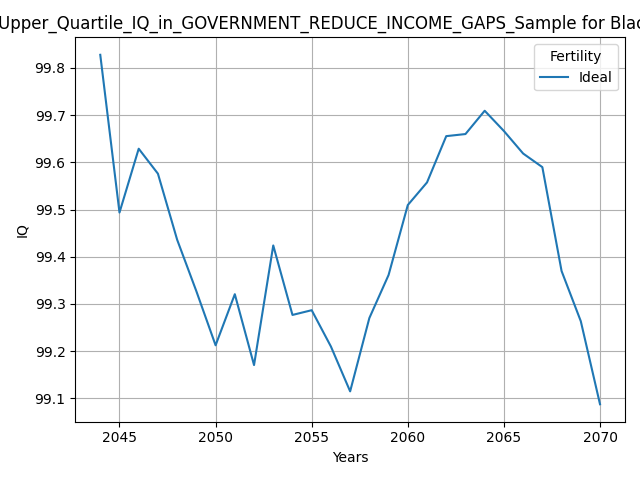 Upper_Quartile_IQ_in_GOVERNMENT_REDUCE_INCOME_GAPS_Sample for
Fertility
Ideal
99.8
99.7
99.6
99.5
99.4
99.3
99.2
99.1
IQ
2045 2050 2055 2060 2065 2070
Years